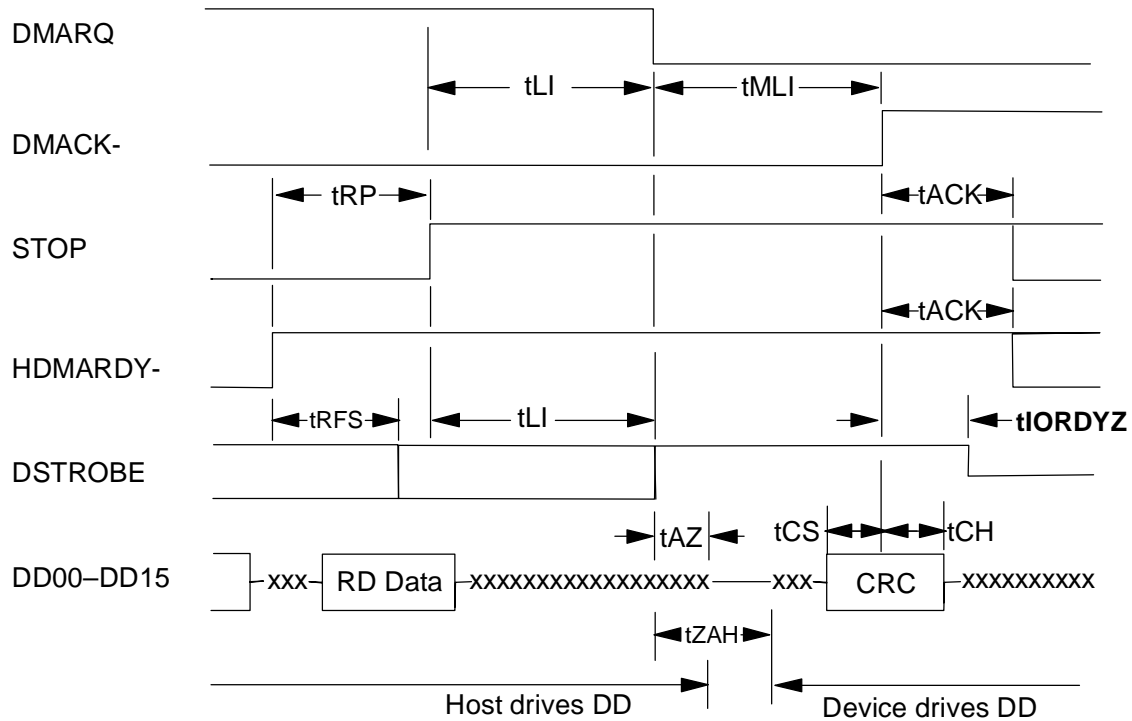 DMARQ
tLI
tMLI
DMACK-
tRP
tACK
STOP
tACK
HDMARDY-
tRFS
tLI
tIORDYZ
DSTROBE
tAZ
tCS
tCH
DD00–DD15
xxx
RD Data
xxxxxxxxxxxxxxxxx
xxx
CRC
xxxxxxxxxx
tZAH
Host drives DD
Device drives DD